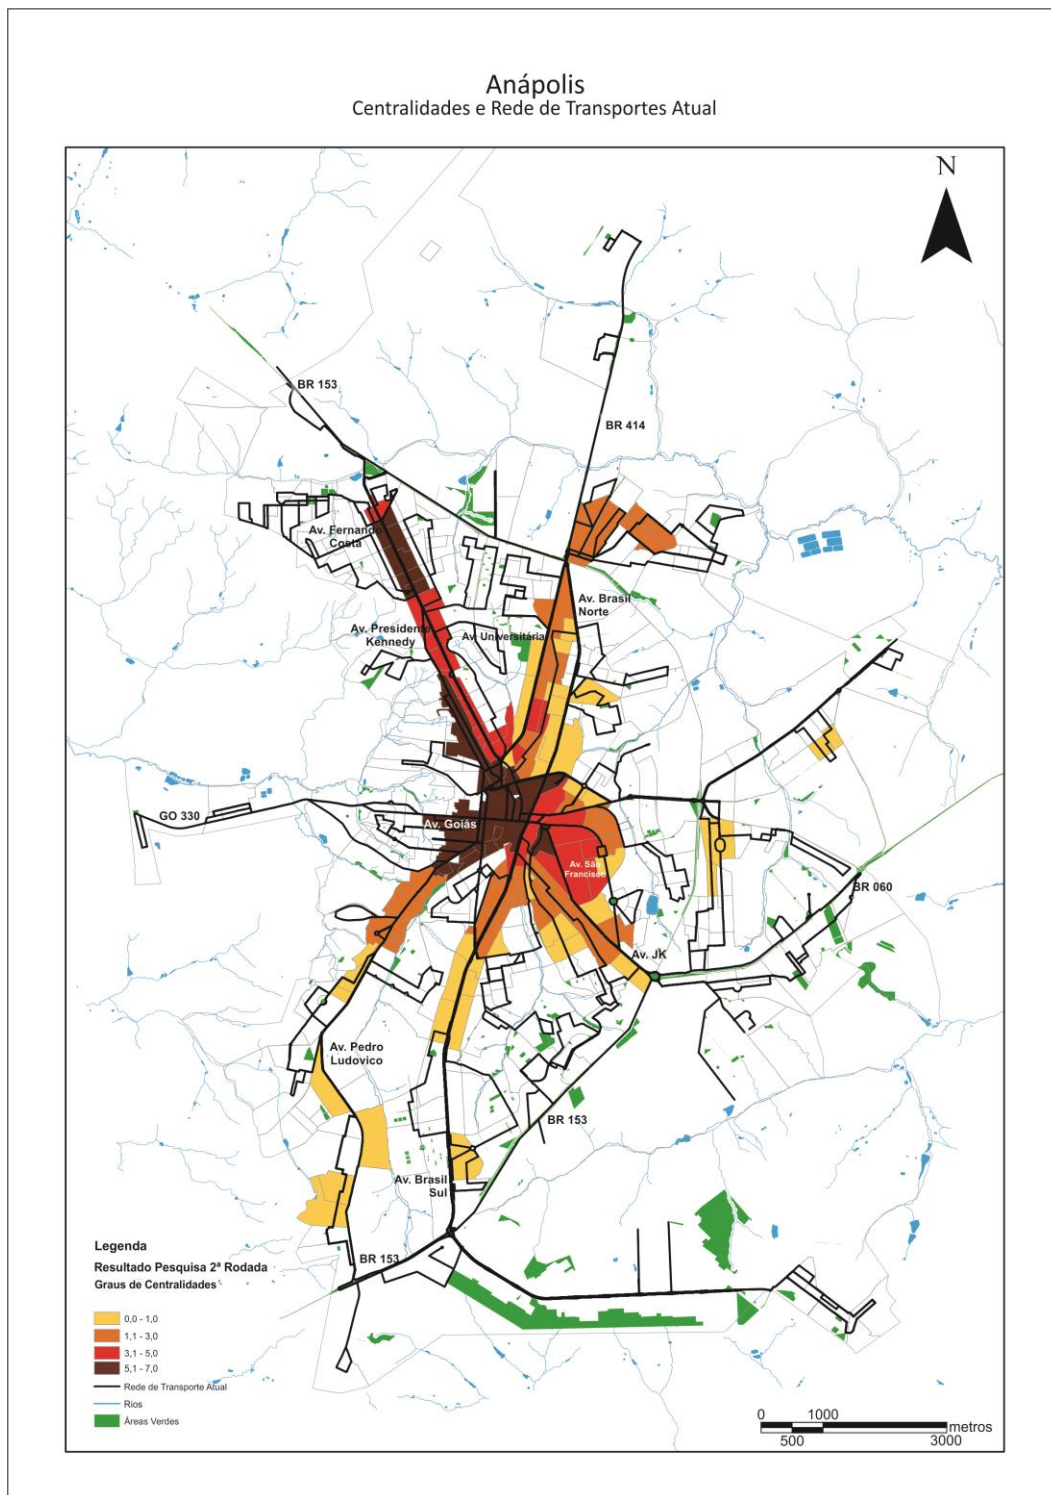 Anápolis
Centralidades e Rede de Transportes Atual
N
BR 153
BR 414
Av. Fernando
Costa
Av. Brasil
Norte
Av. Presidente
Kennedy
Av. Universitária
GO 330
Av. Goiás
Av. São
Francisco
BR 060
Av. JK
Av. Pedro
Ludovico
BR 153
Av. Brasil
Sul
BR 153
Legenda
Resultado Pesquisa 2ª Rodada
Graus de Centralidades
0,0 - 1,0
1,1 - 3,0
3,1 - 5,0
5,1 - 7,0
Rede de Transporte Atual
Rios
Áreas Verdes
0 1000
metros
500 3000